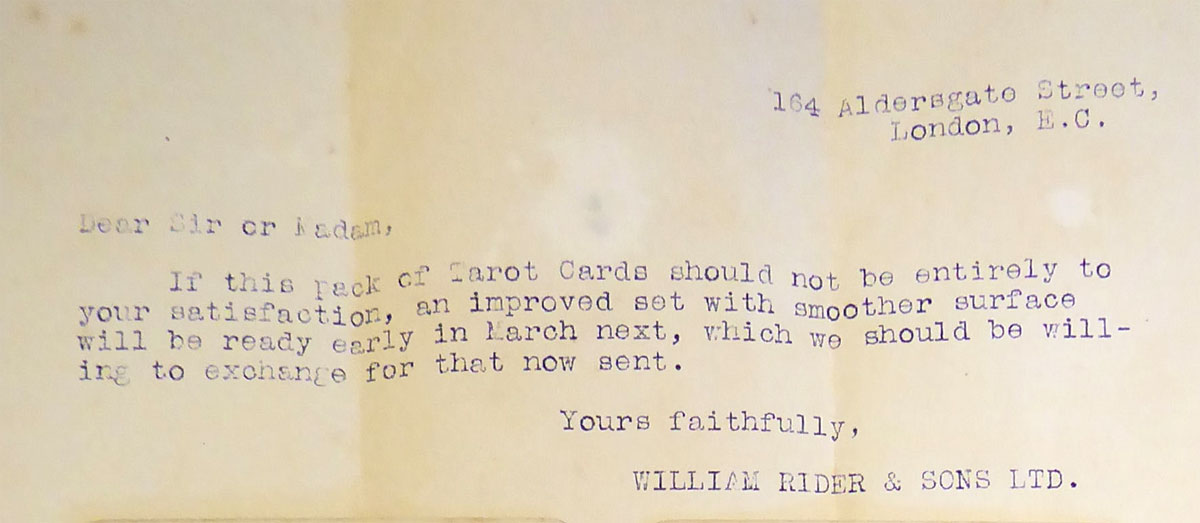 164 Aldersgate Street,
London, E.C.
Dear Sir or Madam,
If this pack of Tarot Cards should not be entirely to
your satisfaction, an improved set with smoother surface
will be ready early in March next, which we should be will-
ing to exchange for that now sent.
Yours faithfully,
WILLIAM RIDER & SONS LTD.